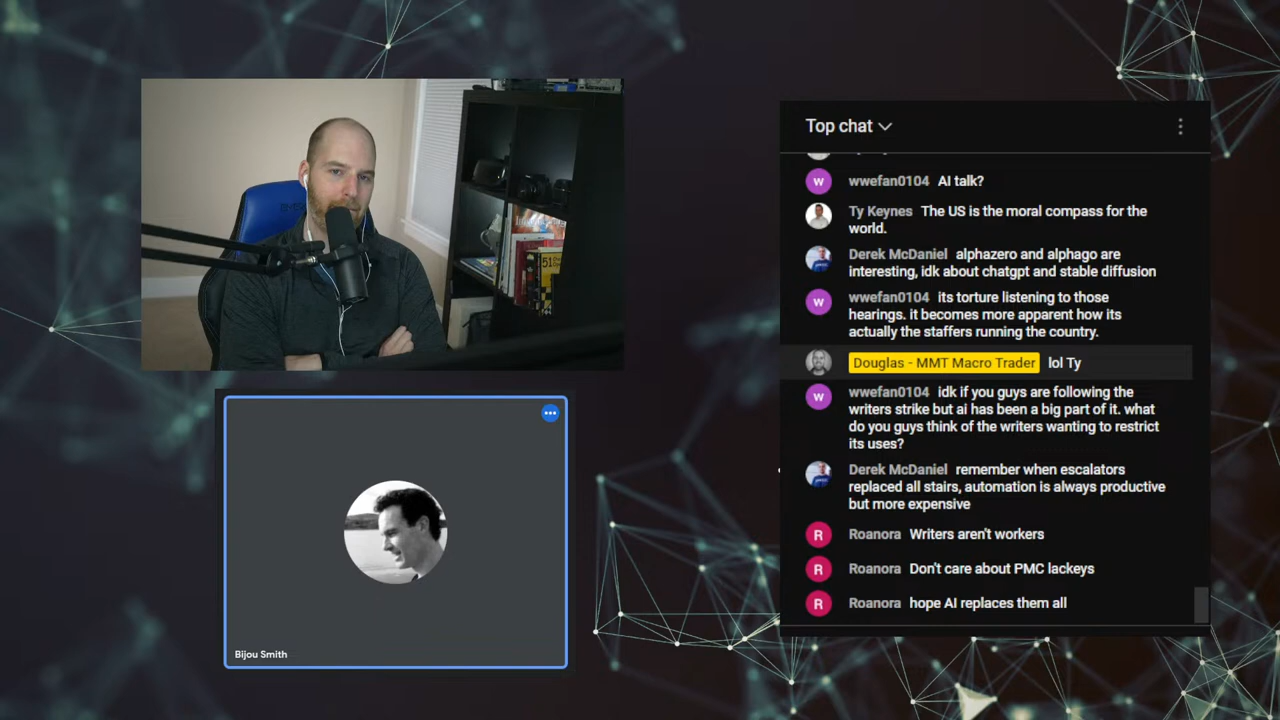 Top chat
wwefan0104 AI talk?
Ty Keynes The US is the moral compass for the
world.
Derek McDaniel alphazero and alphago are
interesting, idk about chatgpt and stable diffusion
wwefan0104 its torture listening to those
hearings. it becomes more apparent how its
actually the staffers running the country.
Douglas - MMT Macro Trader lol Ty
wwefan0104 idk if you guys are following the
writers strike but ai has been a big part of it. what
do you guys think of the writers wanting to restrict
its uses?
Derek McDaniel remember when escalators
replaced all stairs, automation is always productive
but more expensive
R Roanora Writers aren't workers
R Roanora Don't care about PMC lackeys
R Roanora hope AI replaces them all
Bijou Smith
51